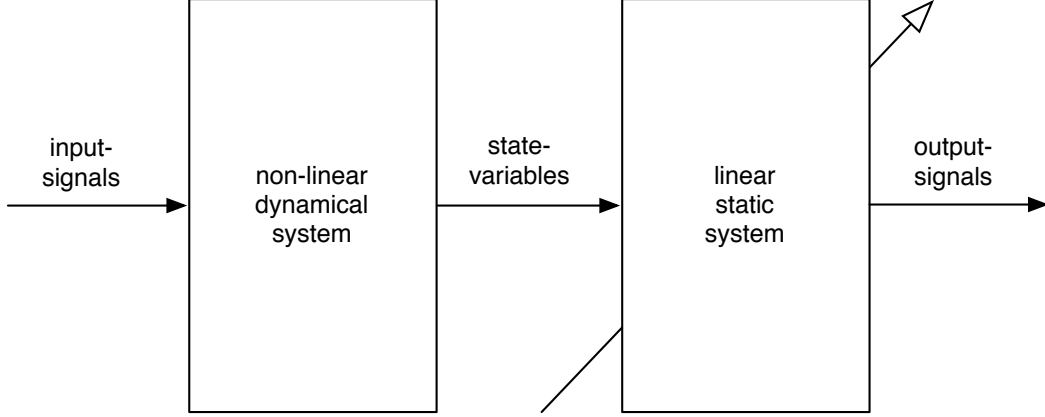 input-
signals
non-linear
dynamical
system
state-
variables
linear
static
system
output-
signals